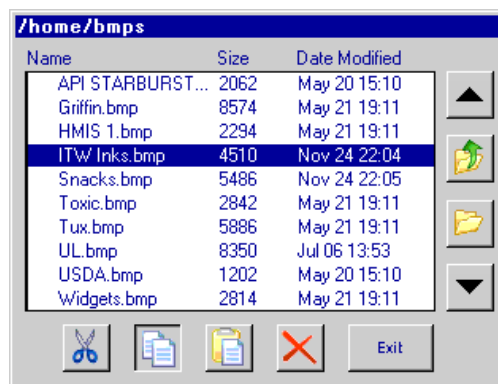 /home/bmps
Name Size Date Modified
API STARBURST... 2062 May 20 15:10
Griffin.bmp 8574 May 21 19:11
HMIS 1.bmp 2294 May 21 19:11
ITW Inks.bmp 4510 Nov 24 22:04
Snacks.bmp 5486 Nov 24 22:05
Toxic.bmp 2842 May 21 19:11
Tux.bmp 5886 May 21 19:11
UL.bmp 8350 Jul 06 13:53
USDA.bmp 1202 May 20 15:10
Widgets.bmp 2814 May 21 19:11
Exit